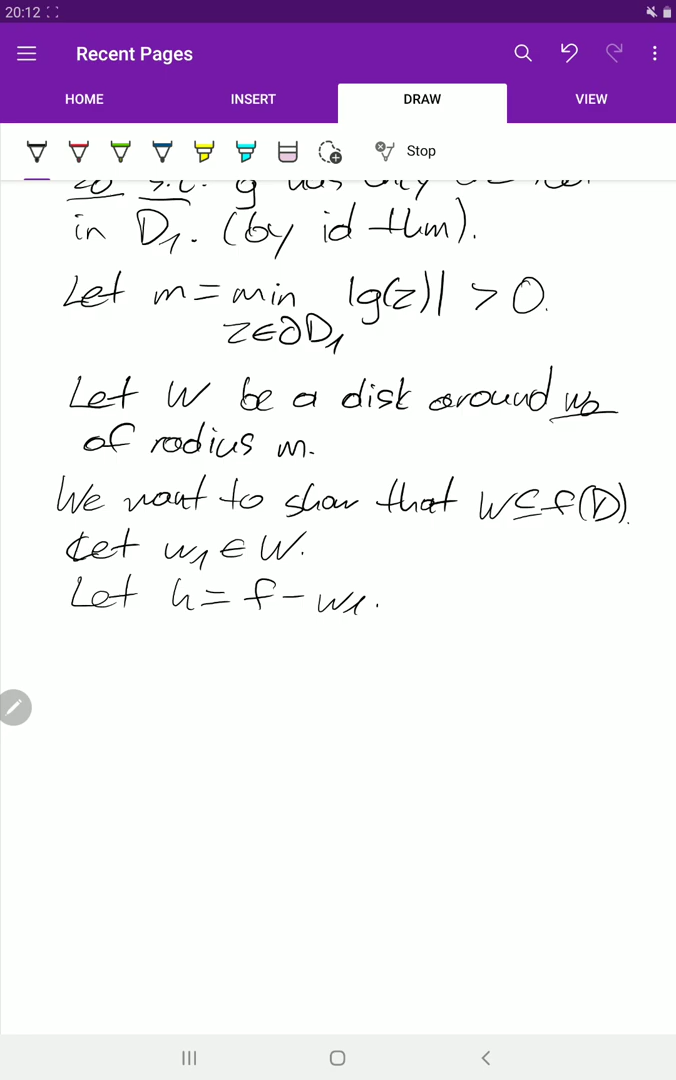 20:12
Recent Pages
HOME INSERT DRAW VIEW
Stop
in D₁. (by id thm).
Let m = min |g(z)| > 0.
z∈∂D₁
Let W be a disk around w₀
of radius m.
We want to show that W ⊆ f(D).
Let w₁ ∈ W.
Let h = f - w₁.